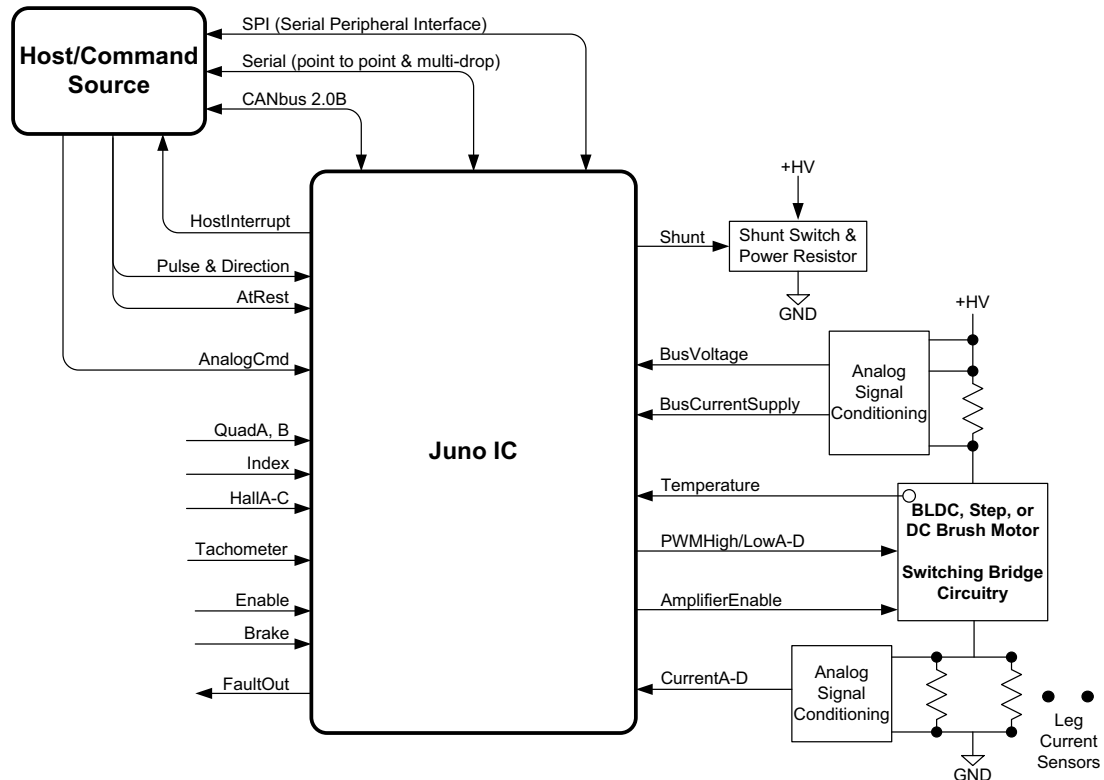 Host/Command
Source
SPI (Serial Peripheral Interface)
Serial (point to point & multi-drop)
CANbus 2.0B
HostInterrupt
Pulse & Direction
AtRest
AnalogCmd
QuadA, B
Index
HallA-C
Tachometer
Enable
Brake
FaultOut
Juno IC
Shunt
+HV
Shunt Switch &
Power Resistor
GND
+HV
BusVoltage
BusCurrentSupply
Analog
Signal
Conditioning
Temperature
PWMHigh/LowA-D
AmplifierEnable
BLDC, Step, or
DC Brush Motor
Switching Bridge
Circuitry
CurrentA-D
Analog
Signal
Conditioning
GND
Leg
Current
Sensors